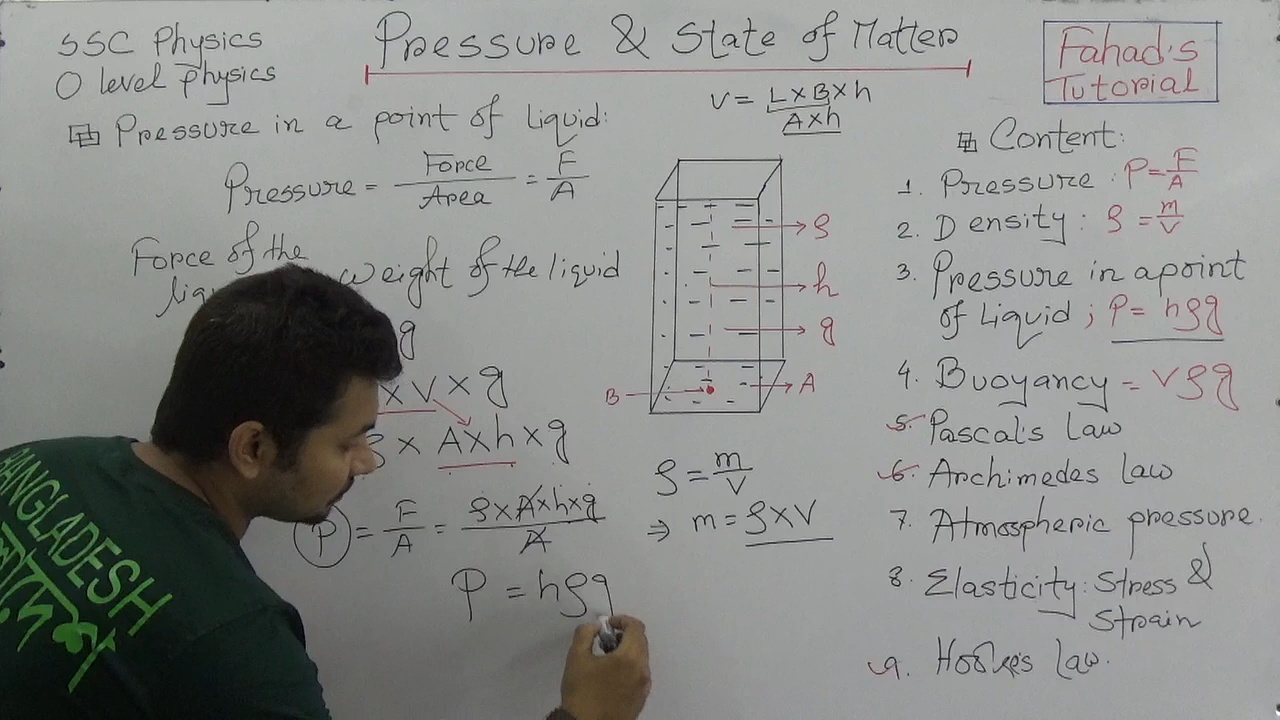 SSC Physics
O level physics
Pressure & State of Matter
Fahad's
Tutorial
Pressure in a point of liquid:
Pressure = Force / Area = F / A
Force of the
weight of the liquid
g
× V × g
ρ × A × h × g
P = F / A = ρ × A × h × g / A
P = hρg
V = L × B × h
A × h
ρ
h
g
B
A
ρ = m / V
⇒ m = ρ × V
Content:
1. Pressure: P = F / A
2. Density: ρ = m / V
3. Pressure in a point
of Liquid; P = hρg
4. Buoyancy = Vρg
5. Pascal's Law
6. Archimedes law
7. Atmospheric pressure.
8. Elasticity: Stress &
Strain
9. Hooke's law.
BANGLADESH